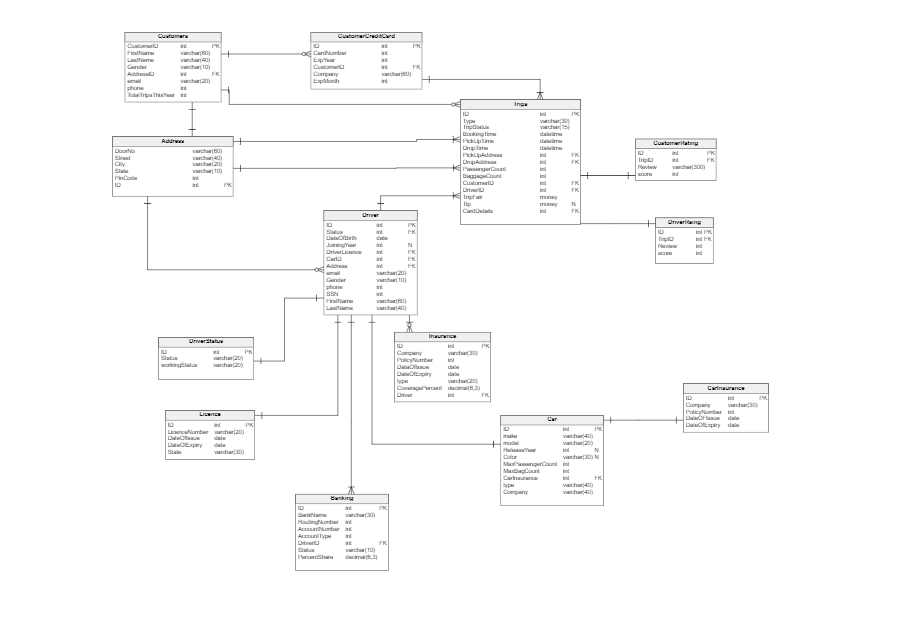 Customers
CustomerID int PK
FirstName varchar(60)
LastName varchar(40)
Gender varchar(10)
AddressID int FK
email varchar(20)
phone int
TotalTripsThisYear int
CustomerCreditCard
ID int PK
CardNumber int
ExpYear int
CustomerID int FK
Company varchar(60)
ExpMonth int
Trips
ID int PK
Type varchar(30)
TripStatus varchar(15)
BookingTime datetime
PickUpTime datetime
DropTime datetime
PickUpAddress int FK
DropAddress int FK
PassengerCount int
BaggageCount int
CustomerID int FK
DriverID int FK
TripFair money
Tip money N
CardDetails int FK
Address
DoorNo varchar(60)
Street varchar(40)
City varchar(20)
State varchar(10)
PinCode int
ID int PK
CustomerRating
ID int PK
TripID int FK
Review varchar(300)
score int
DriverRaing
ID int PK
TripID int FK
Review int
score int
Driver
ID int PK
Status int FK
DateOfBirth date
JoiningYear int N
DriverLicence int FK
CarID int FK
Address int FK
email varchar(20)
Gender varchar(10)
phone int
SSN int
FirstName varchar(60)
LastName varchar(40)
DriverStatus
ID int PK
Status varchar(20)
workingStatus varchar(20)
Insurance
ID int PK
Company varchar(30)
PolicyNumber int
DataOfIssue date
DateOfExpiry date
type varchar(20)
CoveragePercent decimal(6,3)
Driver int FK
Licence
ID int PK
LicenceNumber varchar(20)
DateOfIssue date
DateOfExpiry date
State varchar(30)
Car
ID int PK
make varchar(40)
model varchar(20)
ReleaseYear int N
Color varchar(30) N
MaxPassengerCount int
MaxBagCount int
CarInsurance int FK
type varchar(40)
Company varchar(40)
CarInsurance
ID int PK
Company varchar(30)
PolicyNumber int
DateOfIssue date
DateOfExpiry date
Banking
ID int PK
BankName varchar(30)
RoutingNumber int
AccountNumber int
AccountType int
DriverID int FK
Status varchar(10)
PercentShare decimal(6,3)